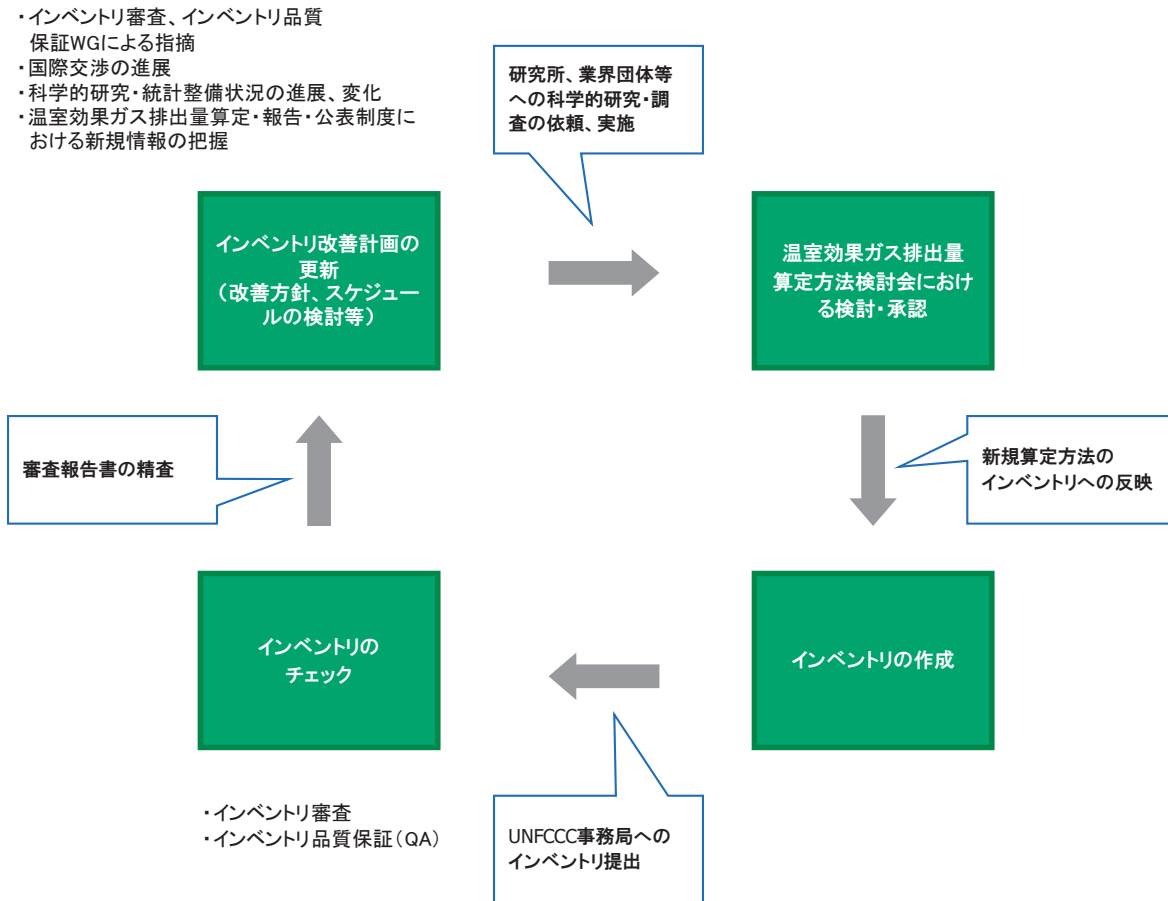 ・インベントリ審査、インベントリ品質
保証WGによる指摘
・国際交渉の進展
・科学的研究・統計整備状況の進展、変化
・温室効果ガス排出量算定・報告・公表制度に
おける新規情報の把握
研究所、業界団体等
への科学的研究・調
査の依頼、実施
インベントリ改善計画の
更新
（改善方針、スケジュー
ルの検討等）
温室効果ガス排出量
算定方法検討会におけ
る検討・承認
審査報告書の精査
新規算定方法の
インベントリへの反映
インベントリの
チェック
インベントリの作成
・インベントリ審査
・インベントリ品質保証（QA）
UNFCCC事務局への
インベントリ提出